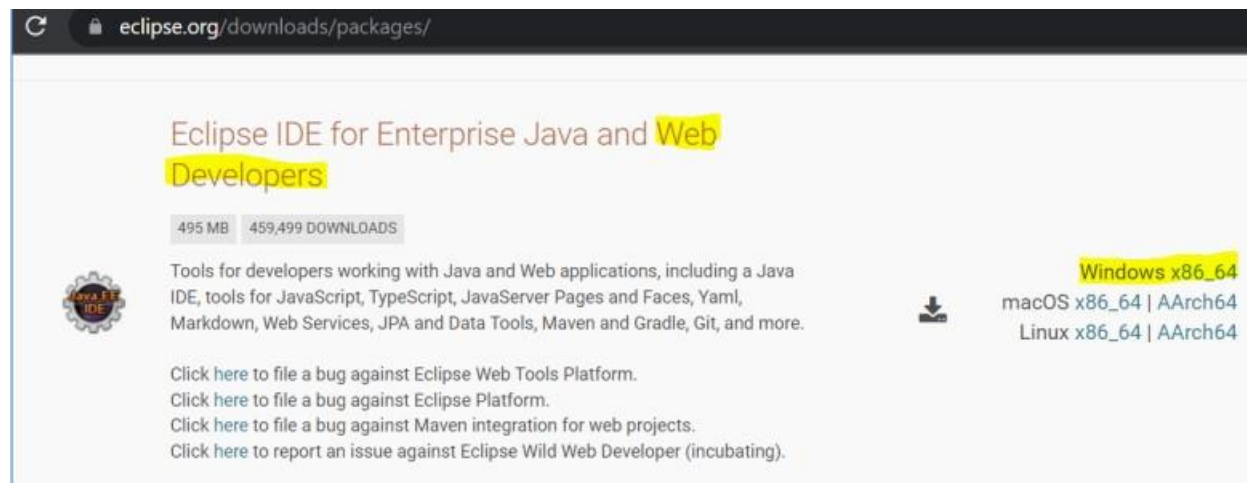 eclipse.org/downloads/packages/
Eclipse IDE for Enterprise Java and Web
Developers
495 MB 459,499 DOWNLOADS
Tools for developers working with Java and Web applications, including a Java
IDE, tools for JavaScript, TypeScript, JavaServer Pages and Faces, Yaml,
Markdown, Web Services, JPA and Data Tools, Maven and Gradle, Git, and more.
Java EE
IDE
Windows x86_64
macOS x86_64 | AArch64
Linux x86_64 | AArch64
Click here to file a bug against Eclipse Web Tools Platform.
Click here to file a bug against Eclipse Platform.
Click here to file a bug against Maven integration for web projects.
Click here to report an issue against Eclipse Wild Web Developer (incubating).